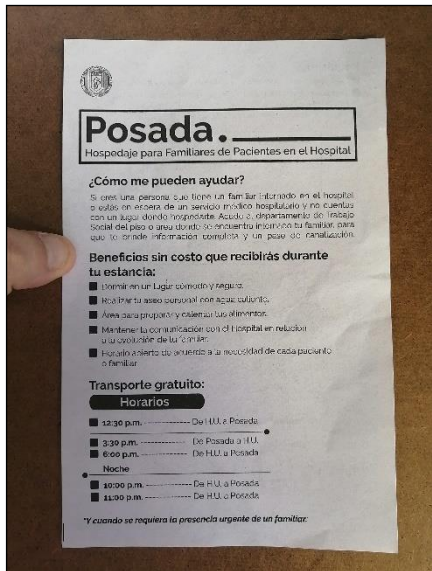 Posada.
Hospedaje para Familiares de Pacientes en el Hospital
¿Cómo me pueden ayudar?
Si eres una persona que tiene un familiar internado en el hospital
o estás en espera de un servicio médico hospitalario y no cuentas
con un lugar donde hospedarte. Acude al departamento de Trabajo
Social del piso o área donde se encuentra internado tu familiar, para
que te brinde información completa y un pase de canalización.
Beneficios sin costo que recibirás durante
tu estancia:
Dormir en un lugar cómodo y seguro.
Realizar tu aseo personal con agua caliente.
Área para preparar y calentar tus alimentos.
Mantener la comunicación con el Hospital en relación
a la evolución de tu familiar.
Horario abierto de acuerdo a la necesidad de cada paciente
o familiar
Transporte gratuito:
Horarios
12:30 p.m. ---------- De H.U. a Posada
3:30 p.m. ---------- De Posada a H.U.
6:00 p.m. ---------- De H.U. a Posada
Noche
10:00 p.m. ---------- De H.U. a Posada
11:00 p.m. ---------- De H.U. a Posada
*Y cuando se requiera la presencia urgente de un familiar.